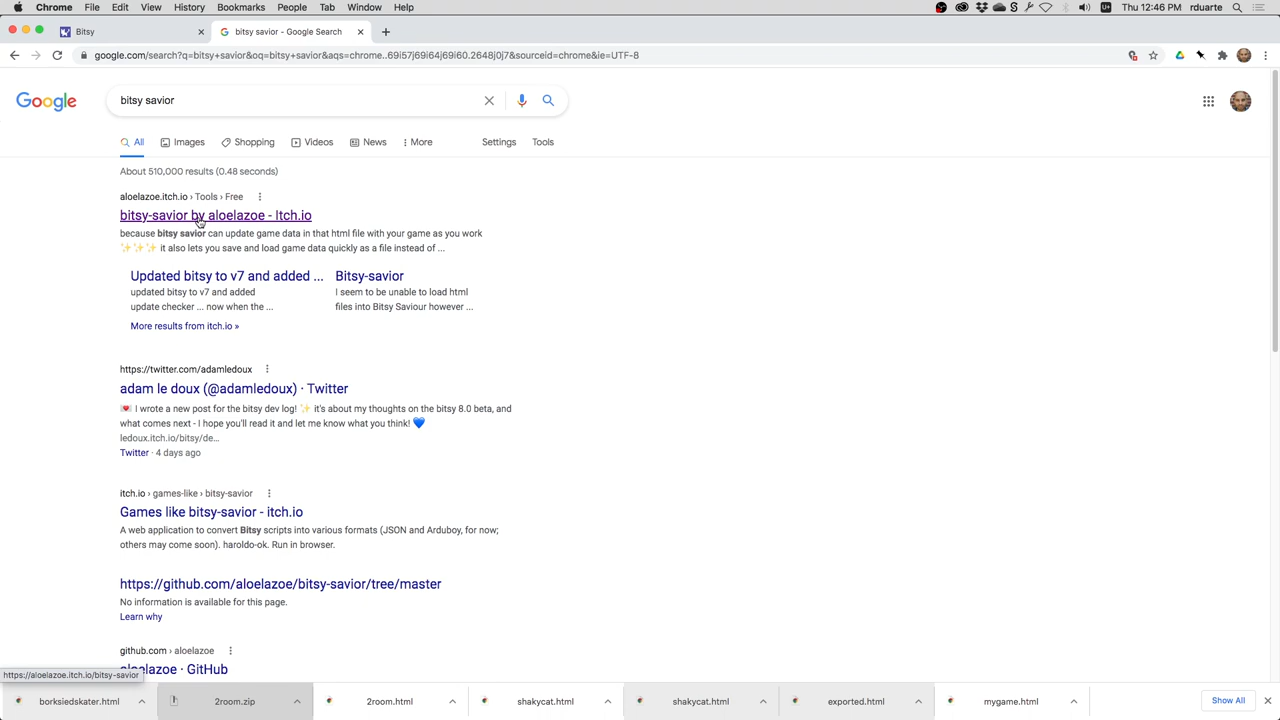 Chrome File Edit View History Bookmarks People Tab Window Help Thu 12:46 PM rduarte
Bitsy bitsy savior - Google Search
google.com/search?q=bitsy+savior&oq=bitsy+savior&aqs=chrome..69i57j69i64j69i60.2648j0j7&sourceid=chrome&ie=UTF-8
Google bitsy savior
All Images Shopping Videos News More Settings Tools
About 510,000 results (0.48 seconds)
aloelazoe.itch.io › Tools › Free
bitsy-savior by aloelazoe - Itch.io
because bitsy savior can update game data in that html file with your game as you work
✨✨✨ it also lets you save and load game data quickly as a file instead of ...
Updated bitsy to v7 and added ... Bitsy-savior
updated bitsy to v7 and added I seem to be unable to load html
update checker ... now when the ... files into Bitsy Saviour however ...
More results from itch.io »
https://twitter.com/adamledoux
adam le doux (@adamledoux) · Twitter
💌 I wrote a new post for the bitsy dev log! ✨ it's about my thoughts on the bitsy 8.0 beta, and
what comes next - I hope you'll read it and let me know what you think! 💙
ledoux.itch.io/bitsy/de...
Twitter · 4 days ago
itch.io › games-like › bitsy-savior
Games like bitsy-savior - itch.io
A web application to convert Bitsy scripts into various formats (JSON and Arduboy, for now;
others may come soon). haroldo-ok. Run in browser.
https://github.com/aloelazoe/bitsy-savior/tree/master
No information is available for this page.
Learn why
github.com › aloelazoe
aloelazoe · GitHub
https://aloelazoe.itch.io/bitsy-savior
borksiedskater.html 2room.zip 2room.html shakycat.html shakycat.html exported.html mygame.html Show All